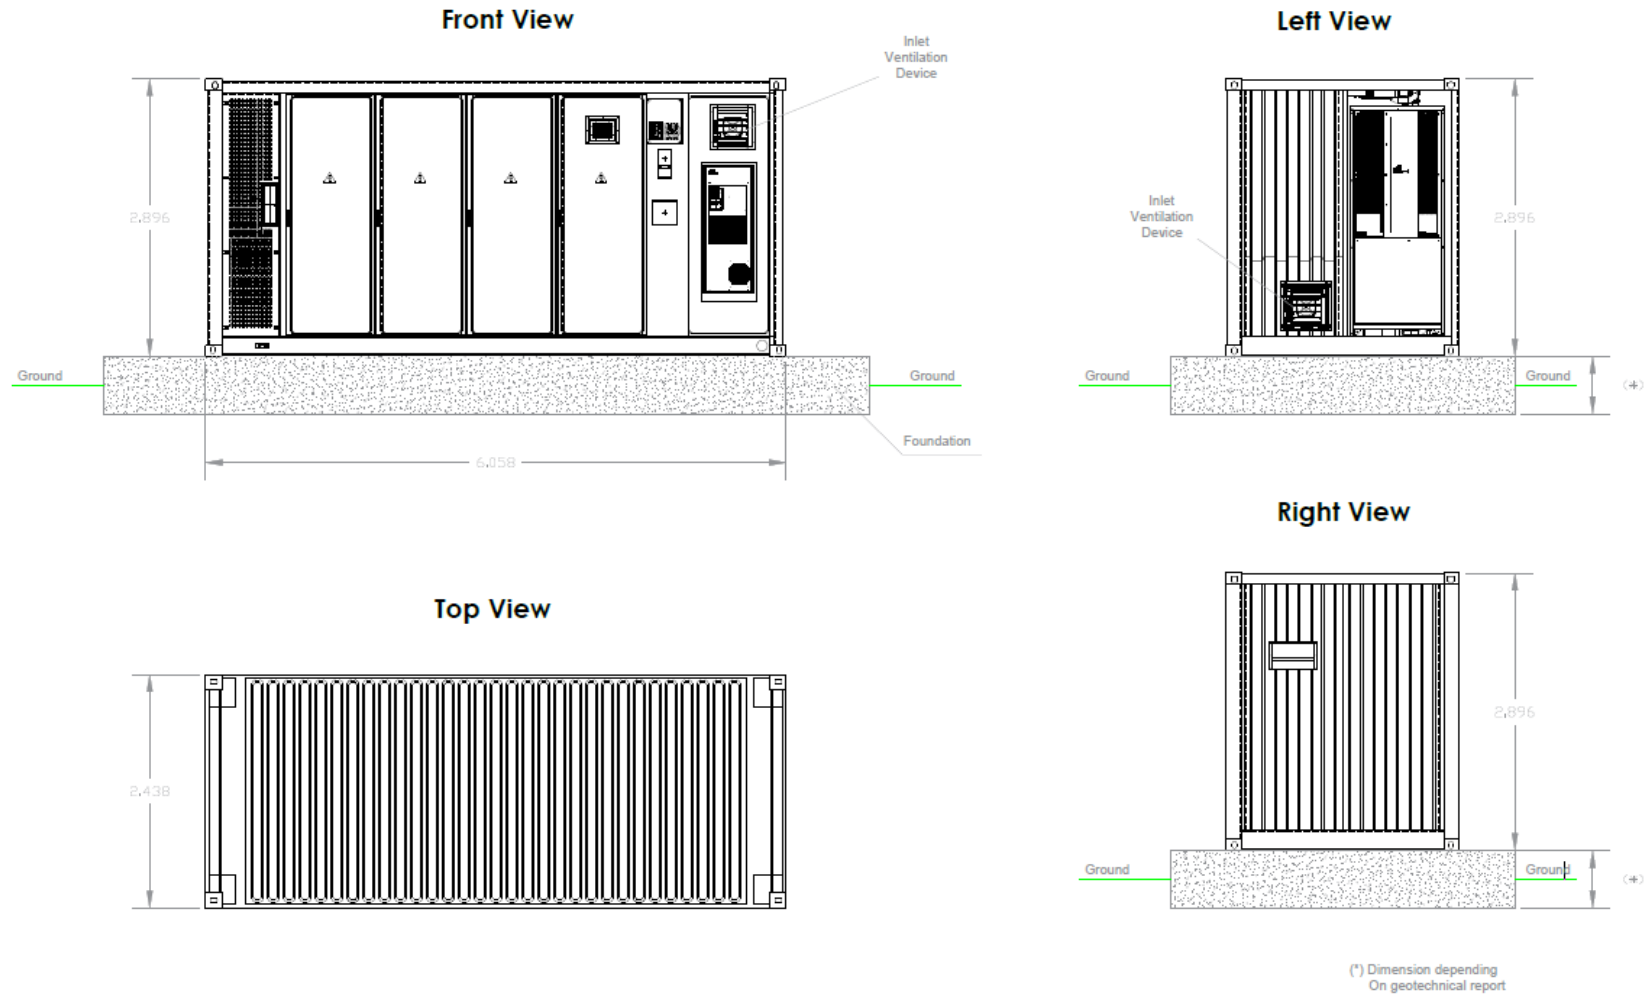 Front View
Inlet
Ventilation
Device
2.896
Ground
Ground
Foundation
6.058
Left View
Inlet
Ventilation
Device
2.896
Ground
Ground
(*)
Top View
2.438
Right View
2.896
Ground
Ground
(*)
(*) Dimension depending
On geotechnical report